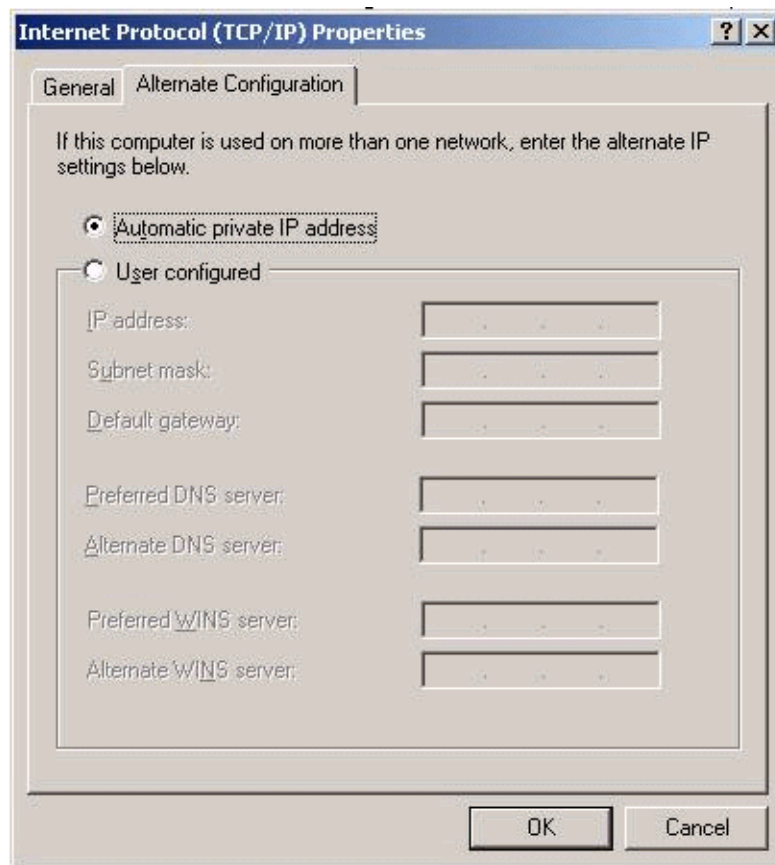 Internet Protocol (TCP/IP) Properties
General
Alternate Configuration
If this computer is used on more than one network, enter the alternate IP
settings below.
Automatic private IP address
User configured
IP address:
Subnet mask:
Default gateway:
Preferred DNS server:
Alternate DNS server:
Preferred WINS server:
Alternate WINS server:
OK
Cancel